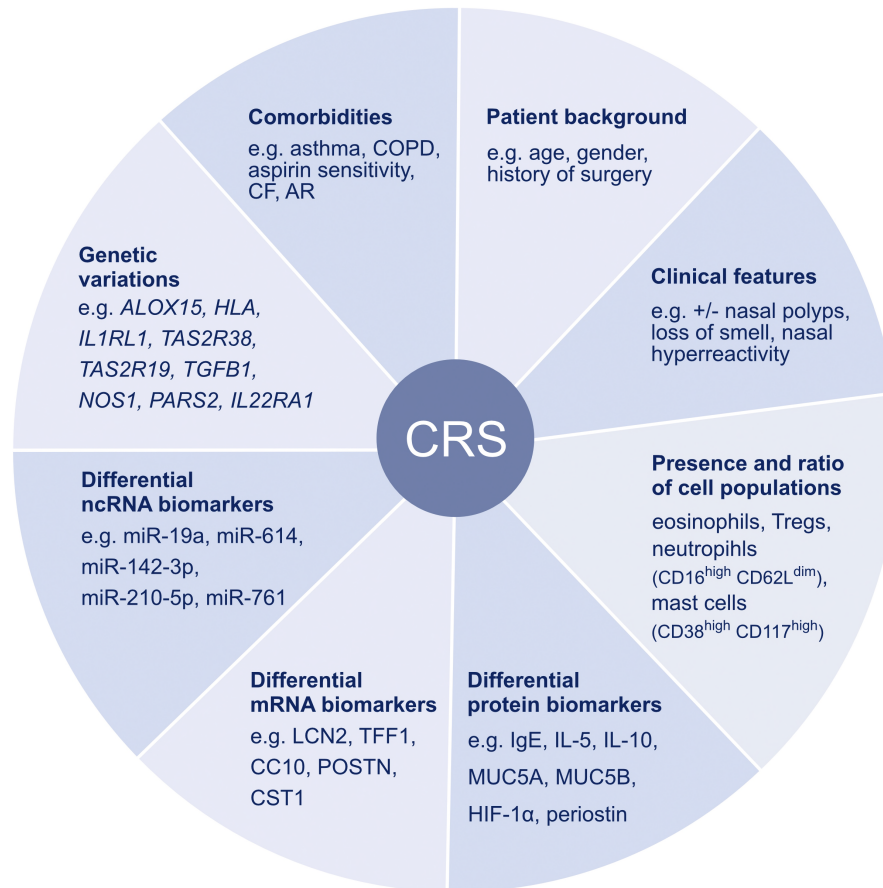 Comorbidities
e.g. asthma, COPD,
aspirin sensitivity,
CF, AR
Patient background
e.g. age, gender,
history of surgery
Clinical features
e.g. +/- nasal polyps,
loss of smell, nasal
hyperreactivity
Presence and ratio
of cell populations
eosinophils, Tregs,
neutropihls
(CD16high CD62Ldim),
mast cells
(CD38high CD117high)
Differential
protein biomarkers
e.g. IgE, IL-5, IL-10,
MUC5A, MUC5B,
HIF-1α, periostin
Differential
mRNA biomarkers
e.g. LCN2, TFF1,
CC10, POSTN,
CST1
Differential
ncRNA biomarkers
e.g. miR-19a, miR-614,
miR-142-3p,
miR-210-5p, miR-761
Genetic
variations
e.g. ALOX15, HLA,
IL1RL1, TAS2R38,
TAS2R19, TGFB1,
NOS1, PARS2, IL22RA1
CRS